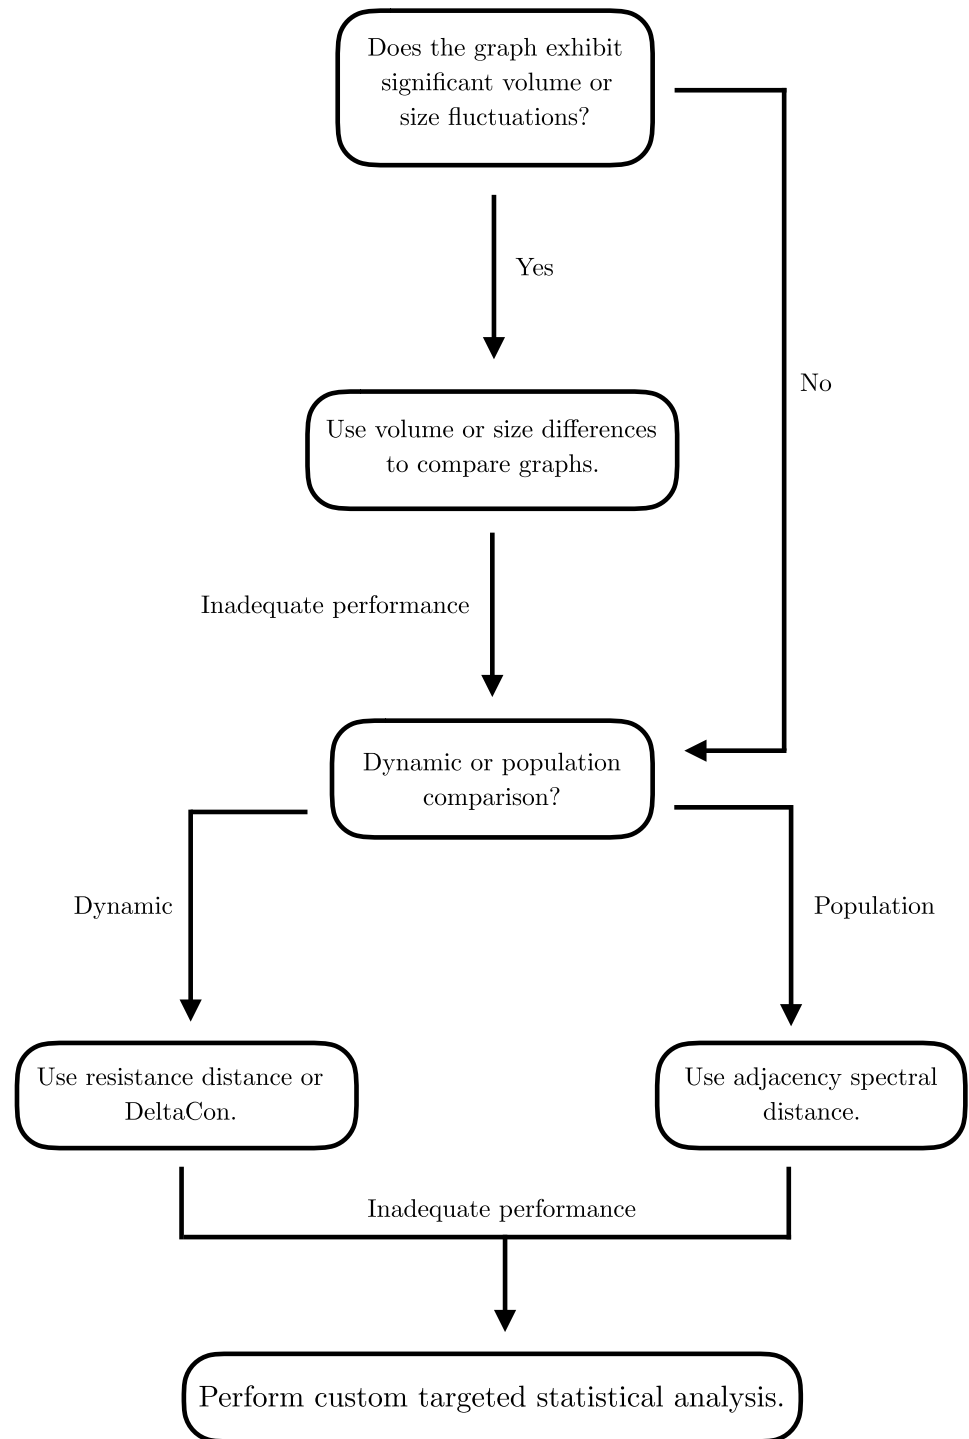 Does the graph exhibit
significant volume or
size fluctuations?
Yes
No
Use volume or size differences
to compare graphs.
Inadequate performance
Dynamic or population
comparison?
Dynamic
Population
Use resistance distance or
DeltaCon.
Use adjacency spectral
distance.
Inadequate performance
Perform custom targeted statistical analysis.